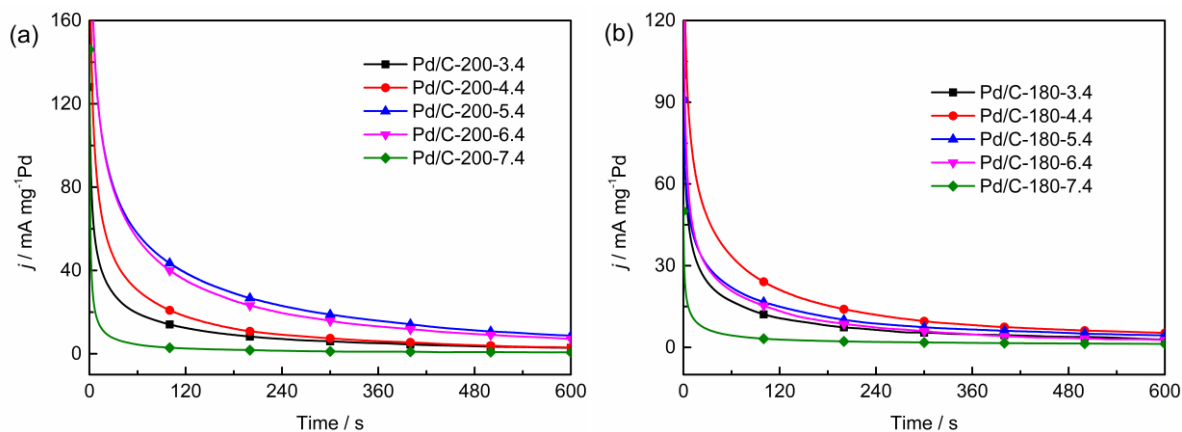 (a)
160
120
80
40
0
j / mA mg⁻¹Pd
Pd/C-200-3.4
Pd/C-200-4.4
Pd/C-200-5.4
Pd/C-200-6.4
Pd/C-200-7.4
0 120 240 360 480 600
Time / s
(b)
120
90
60
30
0
j / mA mg⁻¹Pd
Pd/C-180-3.4
Pd/C-180-4.4
Pd/C-180-5.4
Pd/C-180-6.4
Pd/C-180-7.4
0 120 240 360 480 600
Time / s